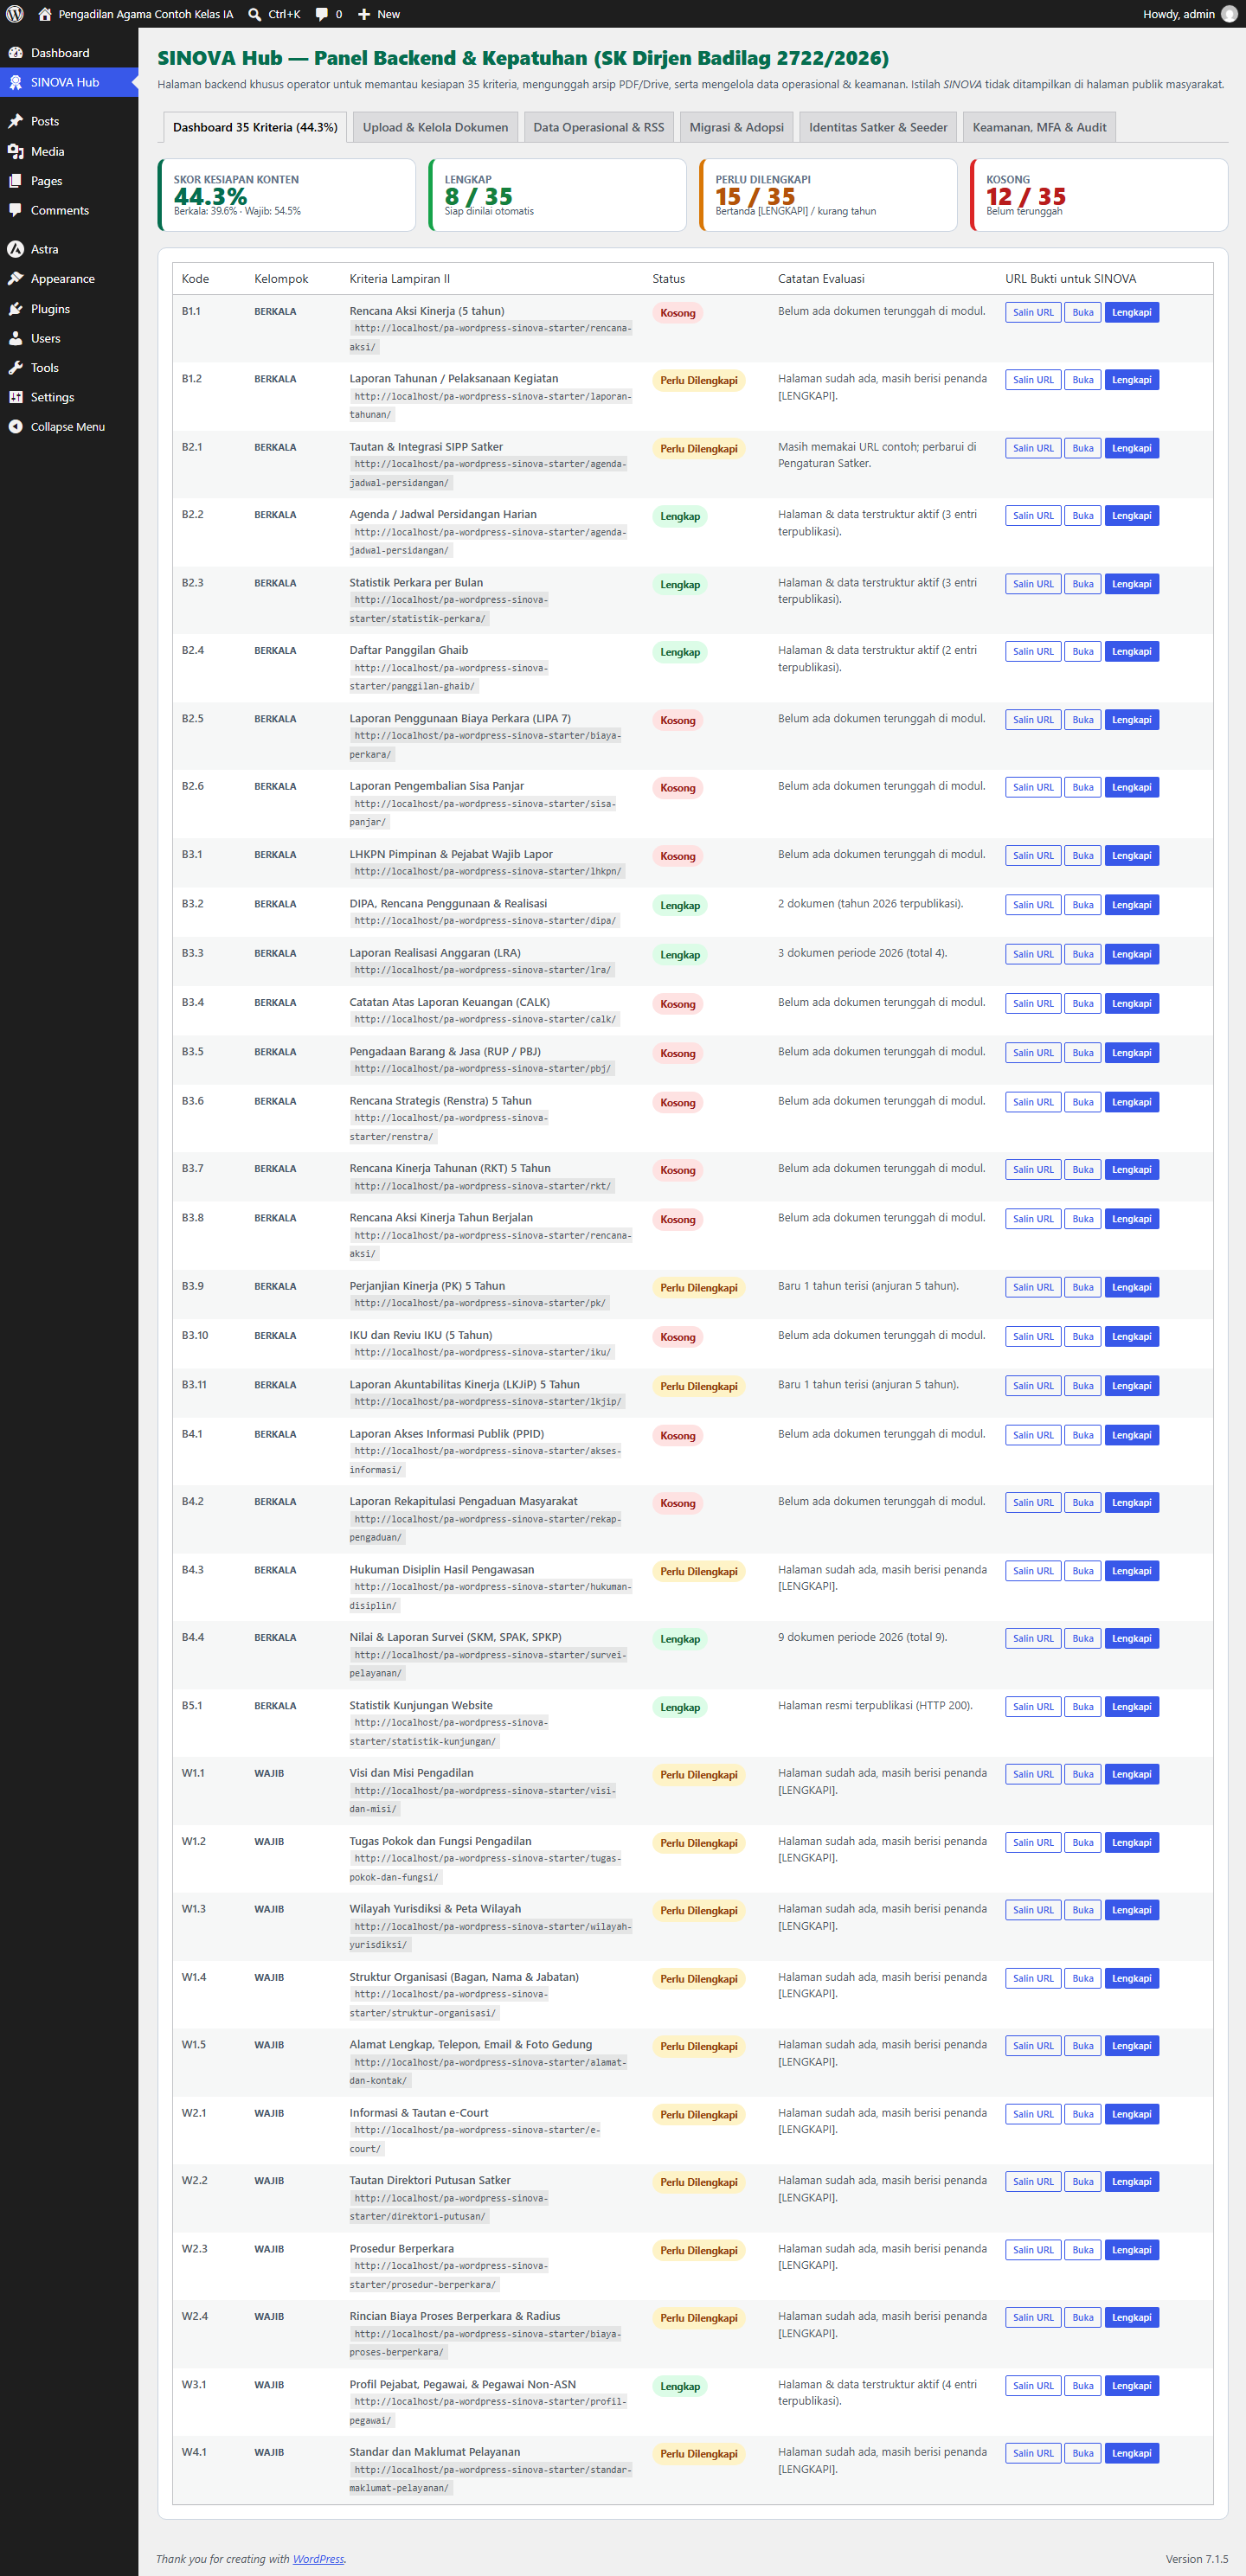 Pengadilan Agama Contoh Kelas IA
Ctrl+K
0
New
Howdy, admin
Dashboard
SINOVA Hub
Posts
Media
Pages
Comments
Astra
Appearance
Plugins
Users
Tools
Settings
Collapse Menu
SINOVA Hub — Panel Backend & Kepatuhan (SK Dirjen Badilag 2722/2026)
Halaman backend khusus operator untuk memantau kesiapan 35 kriteria, mengunggah arsip PDF/Drive, serta mengelola data operasional & keamanan. Istilah SINOVA tidak ditampilkan di halaman publik masyarakat.
Dashboard 35 Kriteria (44.3%)
Upload & Kelola Dokumen
Data Operasional & RSS
Migrasi & Adopsi
Identitas Satker & Seeder
Keamanan, MFA & Audit
SKOR KESIAPAN KONTEN
44.3%
Berkala: 39.6% · Wajib: 54.5%
LENGKAP
8 / 35
Siap dinilai otomatis
PERLU DILENGKAPI
15 / 35
Bertanda [LENGKAPI] / kurang tahun
KOSONG
12 / 35
Belum terunggah
Kode Kelompok Kriteria Lampiran II Status Catatan Evaluasi URL Bukti untuk SINOVA
B1.1 BERKALA Rencana Aksi Kinerja (5 tahun) Kosong Belum ada dokumen terunggah di modul. Salin URL Buka Lengkapi
http://localhost/pa-wordpress-sinova-starter/rencana-
aksi/
B1.2 BERKALA Laporan Tahunan / Pelaksanaan Kegiatan Perlu Dilengkapi Halaman sudah ada, masih berisi penanda Salin URL Buka Lengkapi
http://localhost/pa-wordpress-sinova-starter/laporan- [LENGKAPI].
tahunan/
B2.1 BERKALA Tautan & Integrasi SIPP Satker Perlu Dilengkapi Masih memakai URL contoh; perbarui di Salin URL Buka Lengkapi
http://localhost/pa-wordpress-sinova-starter/agenda- Pengaturan Satker.
jadwal-persidangan/
B2.2 BERKALA Agenda / Jadwal Persidangan Harian Lengkap Halaman & data terstruktur aktif (3 entri Salin URL Buka Lengkapi
http://localhost/pa-wordpress-sinova-starter/agenda- terpublikasi).
jadwal-persidangan/
B2.3 BERKALA Statistik Perkara per Bulan Lengkap Halaman & data terstruktur aktif (3 entri Salin URL Buka Lengkapi
http://localhost/pa-wordpress-sinova- terpublikasi).
starter/statistik-perkara/
B2.4 BERKALA Daftar Panggilan Ghaib Lengkap Halaman & data terstruktur aktif (2 entri Salin URL Buka Lengkapi
http://localhost/pa-wordpress-sinova- terpublikasi).
starter/panggilan-ghaib/
B2.5 BERKALA Laporan Penggunaan Biaya Perkara (LIPA 7) Kosong Belum ada dokumen terunggah di modul. Salin URL Buka Lengkapi
http://localhost/pa-wordpress-sinova-starter/biaya-
perkara/
B2.6 BERKALA Laporan Pengembalian Sisa Panjar Kosong Belum ada dokumen terunggah di modul. Salin URL Buka Lengkapi
http://localhost/pa-wordpress-sinova-starter/sisa-
panjar/
B3.1 BERKALA LHKPN Pimpinan & Pejabat Wajib Lapor Kosong Belum ada dokumen terunggah di modul. Salin URL Buka Lengkapi
http://localhost/pa-wordpress-sinova-starter/lhkpn/
B3.2 BERKALA DIPA, Rencana Penggunaan & Realisasi Lengkap 2 dokumen (tahun 2026 terpublikasi). Salin URL Buka Lengkapi
http://localhost/pa-wordpress-sinova-starter/dipa/
B3.3 BERKALA Laporan Realisasi Anggaran (LRA) Lengkap 3 dokumen periode 2026 (total 4). Salin URL Buka Lengkapi
http://localhost/pa-wordpress-sinova-starter/lra/
B3.4 BERKALA Catatan Atas Laporan Keuangan (CALK) Kosong Belum ada dokumen terunggah di modul. Salin URL Buka Lengkapi
http://localhost/pa-wordpress-sinova-starter/calk/
B3.5 BERKALA Pengadaan Barang & Jasa (RUP / PBJ) Kosong Belum ada dokumen terunggah di modul. Salin URL Buka Lengkapi
http://localhost/pa-wordpress-sinova-starter/pbj/
B3.6 BERKALA Rencana Strategis (Renstra) 5 Tahun Kosong Belum ada dokumen terunggah di modul. Salin URL Buka Lengkapi
http://localhost/pa-wordpress-sinova-
starter/renstra/
B3.7 BERKALA Rencana Kinerja Tahunan (RKT) 5 Tahun Kosong Belum ada dokumen terunggah di modul. Salin URL Buka Lengkapi
http://localhost/pa-wordpress-sinova-starter/rkt/
B3.8 BERKALA Rencana Aksi Kinerja Tahun Berjalan Kosong Belum ada dokumen terunggah di modul. Salin URL Buka Lengkapi
http://localhost/pa-wordpress-sinova-starter/rencana-
aksi/
B3.9 BERKALA Perjanjian Kinerja (PK) 5 Tahun Perlu Dilengkapi Baru 1 tahun terisi (anjuran 5 tahun). Salin URL Buka Lengkapi
http://localhost/pa-wordpress-sinova-starter/pk/
B3.10 BERKALA IKU dan Reviu IKU (5 Tahun) Kosong Belum ada dokumen terunggah di modul. Salin URL Buka Lengkapi
http://localhost/pa-wordpress-sinova-starter/iku/
B3.11 BERKALA Laporan Akuntabilitas Kinerja (LKJiP) 5 Tahun Perlu Dilengkapi Baru 1 tahun terisi (anjuran 5 tahun). Salin URL Buka Lengkapi
http://localhost/pa-wordpress-sinova-starter/lkjip/
B4.1 BERKALA Laporan Akses Informasi Publik (PPID) Kosong Belum ada dokumen terunggah di modul. Salin URL Buka Lengkapi
http://localhost/pa-wordpress-sinova-starter/akses-
informasi/
B4.2 BERKALA Laporan Rekapitulasi Pengaduan Masyarakat Kosong Belum ada dokumen terunggah di modul. Salin URL Buka Lengkapi
http://localhost/pa-wordpress-sinova-starter/rekap-
pengaduan/
B4.3 BERKALA Hukuman Disiplin Hasil Pengawasan Perlu Dilengkapi Halaman sudah ada, masih berisi penanda Salin URL Buka Lengkapi
http://localhost/pa-wordpress-sinova-starter/hukuman- [LENGKAPI].
disiplin/
B4.4 BERKALA Nilai & Laporan Survei (SKM, SPAK, SPKP) Lengkap 9 dokumen periode 2026 (total 9). Salin URL Buka Lengkapi
http://localhost/pa-wordpress-sinova-starter/survei-
pelayanan/
B5.1 BERKALA Statistik Kunjungan Website Lengkap Halaman resmi terpublikasi (HTTP 200). Salin URL Buka Lengkapi
http://localhost/pa-wordpress-sinova-
starter/statistik-kunjungan/
W1.1 WAJIB Visi dan Misi Pengadilan Perlu Dilengkapi Halaman sudah ada, masih berisi penanda Salin URL Buka Lengkapi
http://localhost/pa-wordpress-sinova-starter/visi- [LENGKAPI].
dan-misi/
W1.2 WAJIB Tugas Pokok dan Fungsi Pengadilan Perlu Dilengkapi Halaman sudah ada, masih berisi penanda Salin URL Buka Lengkapi
http://localhost/pa-wordpress-sinova-starter/tugas- [LENGKAPI].
pokok-dan-fungsi/
W1.3 WAJIB Wilayah Yurisdiksi & Peta Wilayah Perlu Dilengkapi Halaman sudah ada, masih berisi penanda Salin URL Buka Lengkapi
http://localhost/pa-wordpress-sinova-starter/wilayah- [LENGKAPI].
yurisdiksi/
W1.4 WAJIB Struktur Organisasi (Bagan, Nama & Jabatan) Perlu Dilengkapi Halaman sudah ada, masih berisi penanda Salin URL Buka Lengkapi
http://localhost/pa-wordpress-sinova- [LENGKAPI].
starter/struktur-organisasi/
W1.5 WAJIB Alamat Lengkap, Telepon, Email & Foto Gedung Perlu Dilengkapi Halaman sudah ada, masih berisi penanda Salin URL Buka Lengkapi
http://localhost/pa-wordpress-sinova-starter/alamat- [LENGKAPI].
dan-kontak/
W2.1 WAJIB Informasi & Tautan e-Court Perlu Dilengkapi Halaman sudah ada, masih berisi penanda Salin URL Buka Lengkapi
http://localhost/pa-wordpress-sinova-starter/e- [LENGKAPI].
court/
W2.2 WAJIB Tautan Direktori Putusan Satker Perlu Dilengkapi Halaman sudah ada, masih berisi penanda Salin URL Buka Lengkapi
http://localhost/pa-wordpress-sinova- [LENGKAPI].
starter/direktori-putusan/
W2.3 WAJIB Prosedur Berperkara Perlu Dilengkapi Halaman sudah ada, masih berisi penanda Salin URL Buka Lengkapi
http://localhost/pa-wordpress-sinova- [LENGKAPI].
starter/prosedur-berperkara/
W2.4 WAJIB Rincian Biaya Proses Berperkara & Radius Perlu Dilengkapi Halaman sudah ada, masih berisi penanda Salin URL Buka Lengkapi
http://localhost/pa-wordpress-sinova-starter/biaya- [LENGKAPI].
proses-berperkara/
W3.1 WAJIB Profil Pejabat, Pegawai, & Pegawai Non-ASN Lengkap Halaman & data terstruktur aktif (4 entri Salin URL Buka Lengkapi
http://localhost/pa-wordpress-sinova-starter/profil- terpublikasi).
pegawai/
W4.1 WAJIB Standar dan Maklumat Pelayanan Perlu Dilengkapi Halaman sudah ada, masih berisi penanda Salin URL Buka Lengkapi
http://localhost/pa-wordpress-sinova-starter/standar- [LENGKAPI].
maklumat-pelayanan/
Thank you for creating with WordPress.
Version 7.1.5